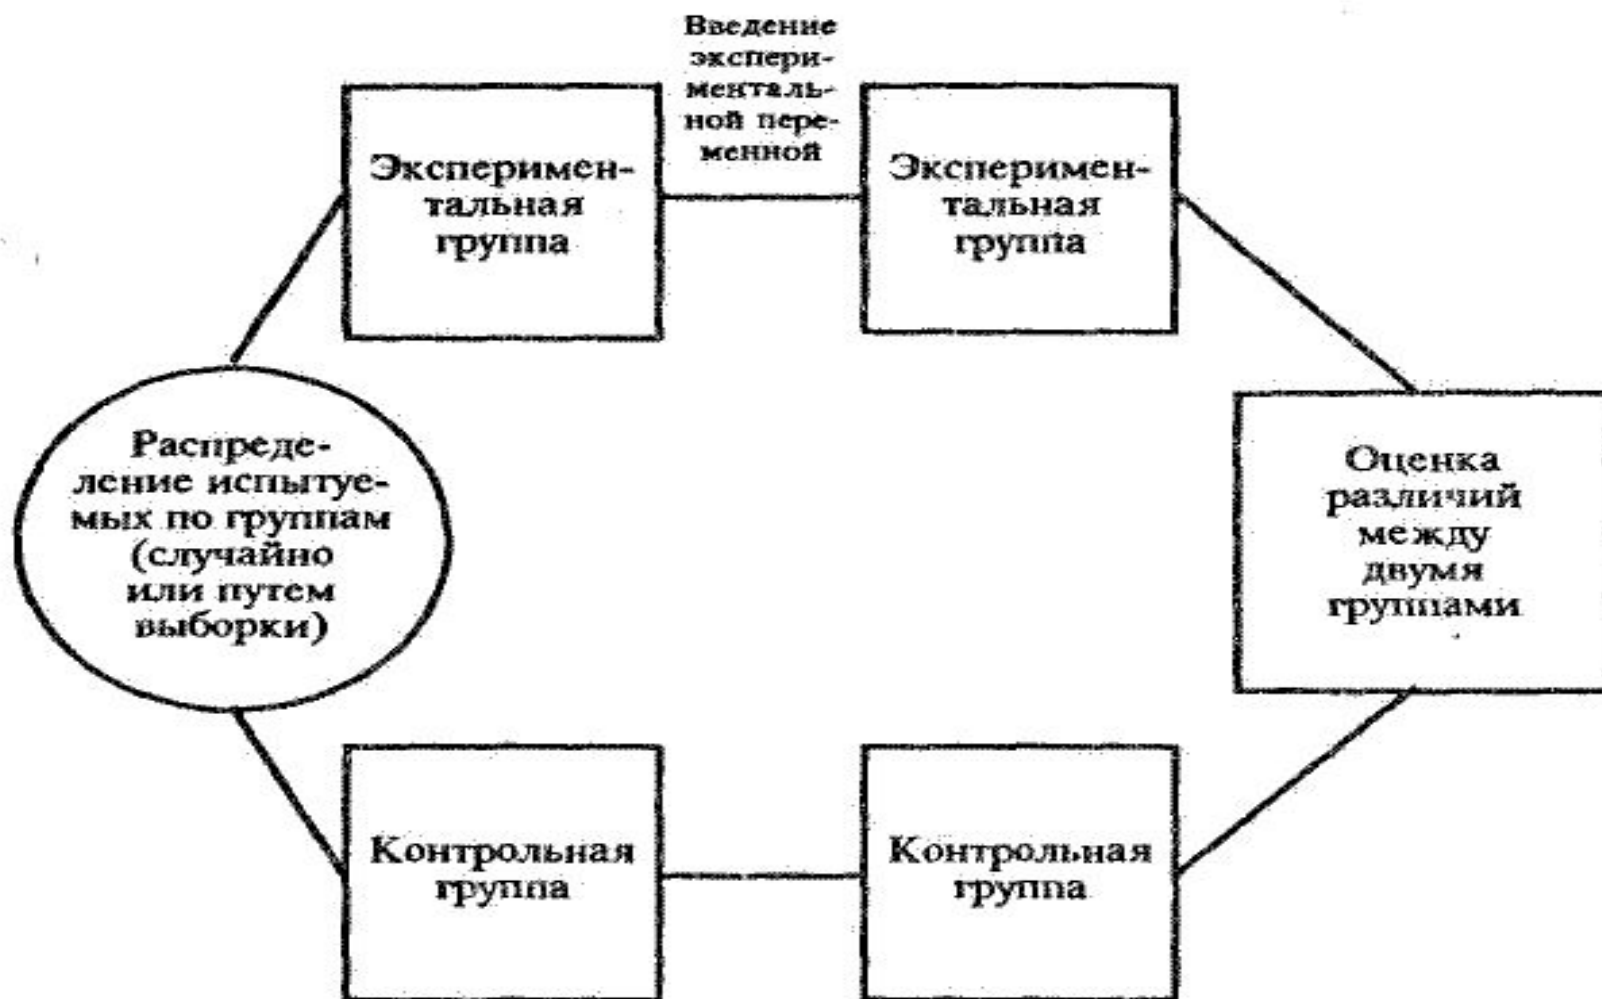 Введение
экспери-
менталь-
ной пере-
менной
Эксперимен-
тальная
группа
Эксперимен-
тальная
группа
Распреде-
ление испытуе-
мых по группам
(случайно
или путем
выборки)
Оценка
различий
между
двумя
группами
Контрольная
группа
Контрольная
группа